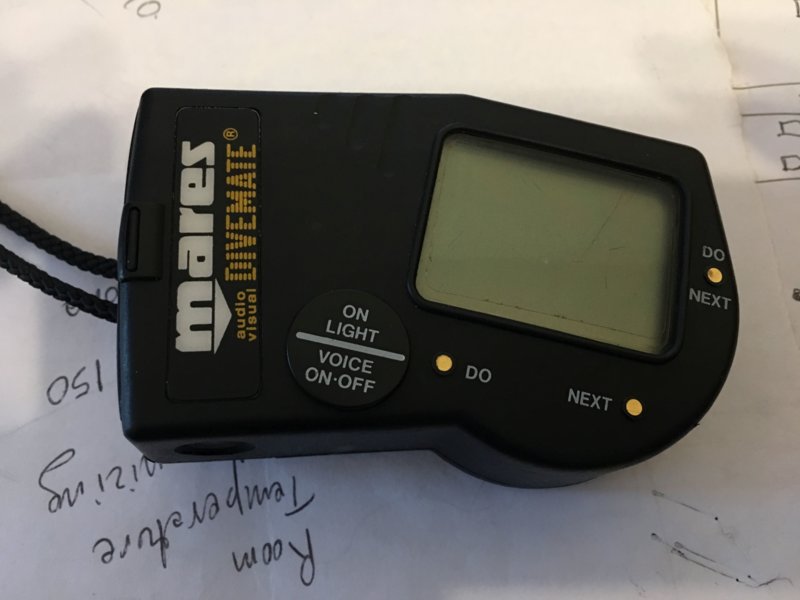 mares
audio
visual
DIVEMATE®
ON
LIGHT
VOICE
ON·OFF
DO
NEXT
DO
NEXT
150
Room
Temperature